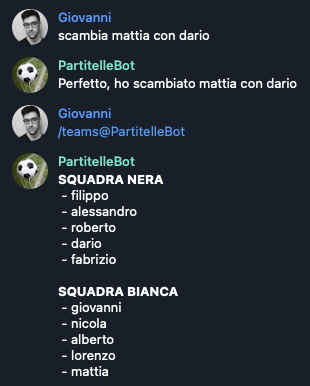 Giovanni
scambia mattia con dario
PartitelleBot
Perfetto, ho scambiato mattia con dario
Giovanni
/teams@PartitelleBot
PartitelleBot
SQUADRA NERA
- filippo
- alessandro
- roberto
- dario
- fabrizio
SQUADRA BIANCA
- giovanni
- nicola
- alberto
- lorenzo
- mattia